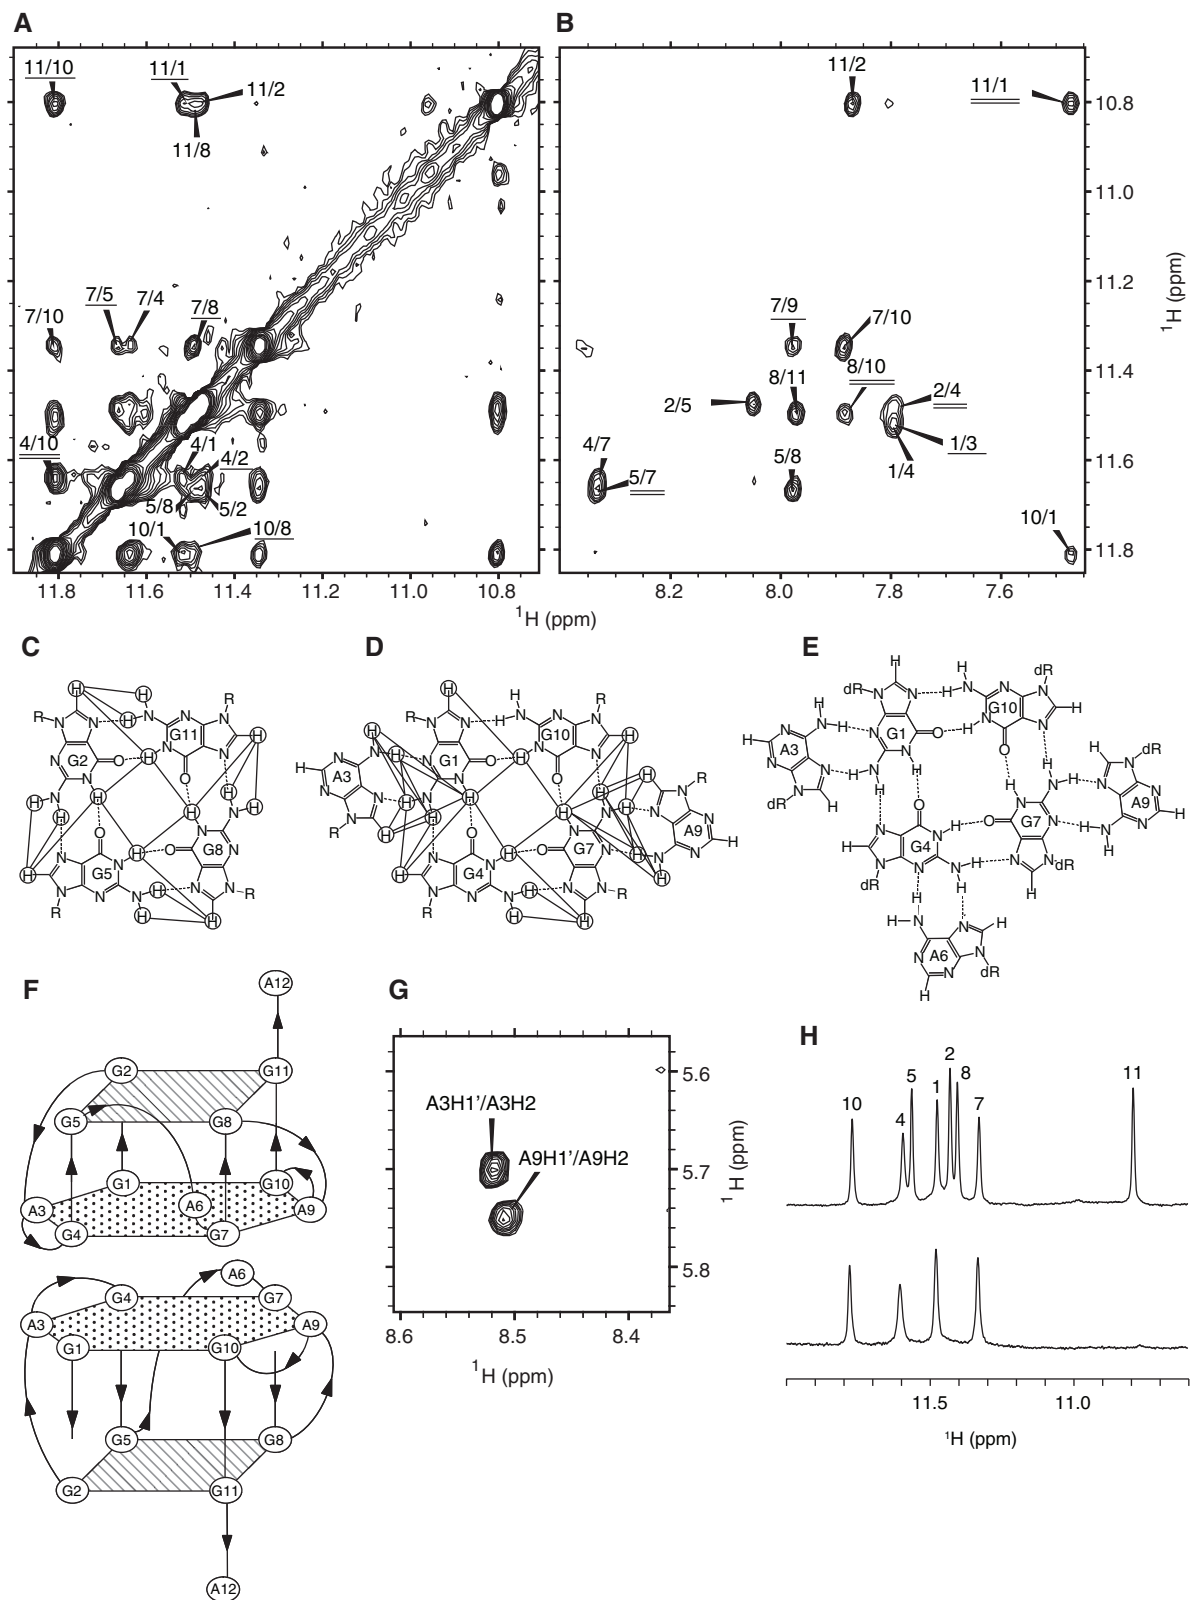 A
B
11/10
11/1
11/2
11/8
7/10
7/5
7/4
7/8
4/10
4/1
4/2
5/8
5/2
10/1
10/8
11.8
11.6
11.4
11.2
11.0
10.8
¹H (ppm)
11/2
11/1
7/9
7/10
8/11
8/10
2/5
2/4
4/7
5/7
5/8
1/3
1/4
10/1
10.8
11.0
11.2
11.4
11.6
11.8
¹H (ppm)
8.2
8.0
7.8
7.6
C
D
E
H
H
R
N
N
H
N
N
N
R
G11
G2
O
H
N
N
H
G8
G5
R
R
H
N
R
A3
G1
G10
O
H
G4
G7
A9
R
R
R
H
dR
G10
G1
A3
dR
H
O
N
G7
A9
dR
G4
dR
dR
A6
dR
H
F
A12
G2
G11
G5
G8
G1
G10
A3
A6
A9
G4
G7
A6
G4
G7
A3
A9
G1
G10
G5
G8
G2
G11
A12
G
A3H1'/A3H2
A9H1'/A9H2
5.6
5.7
5.8
¹H (ppm)
8.6
8.5
8.4
¹H (ppm)
H
10
4
5
1
2
8
7
11
11.5
11.0
¹H (ppm)